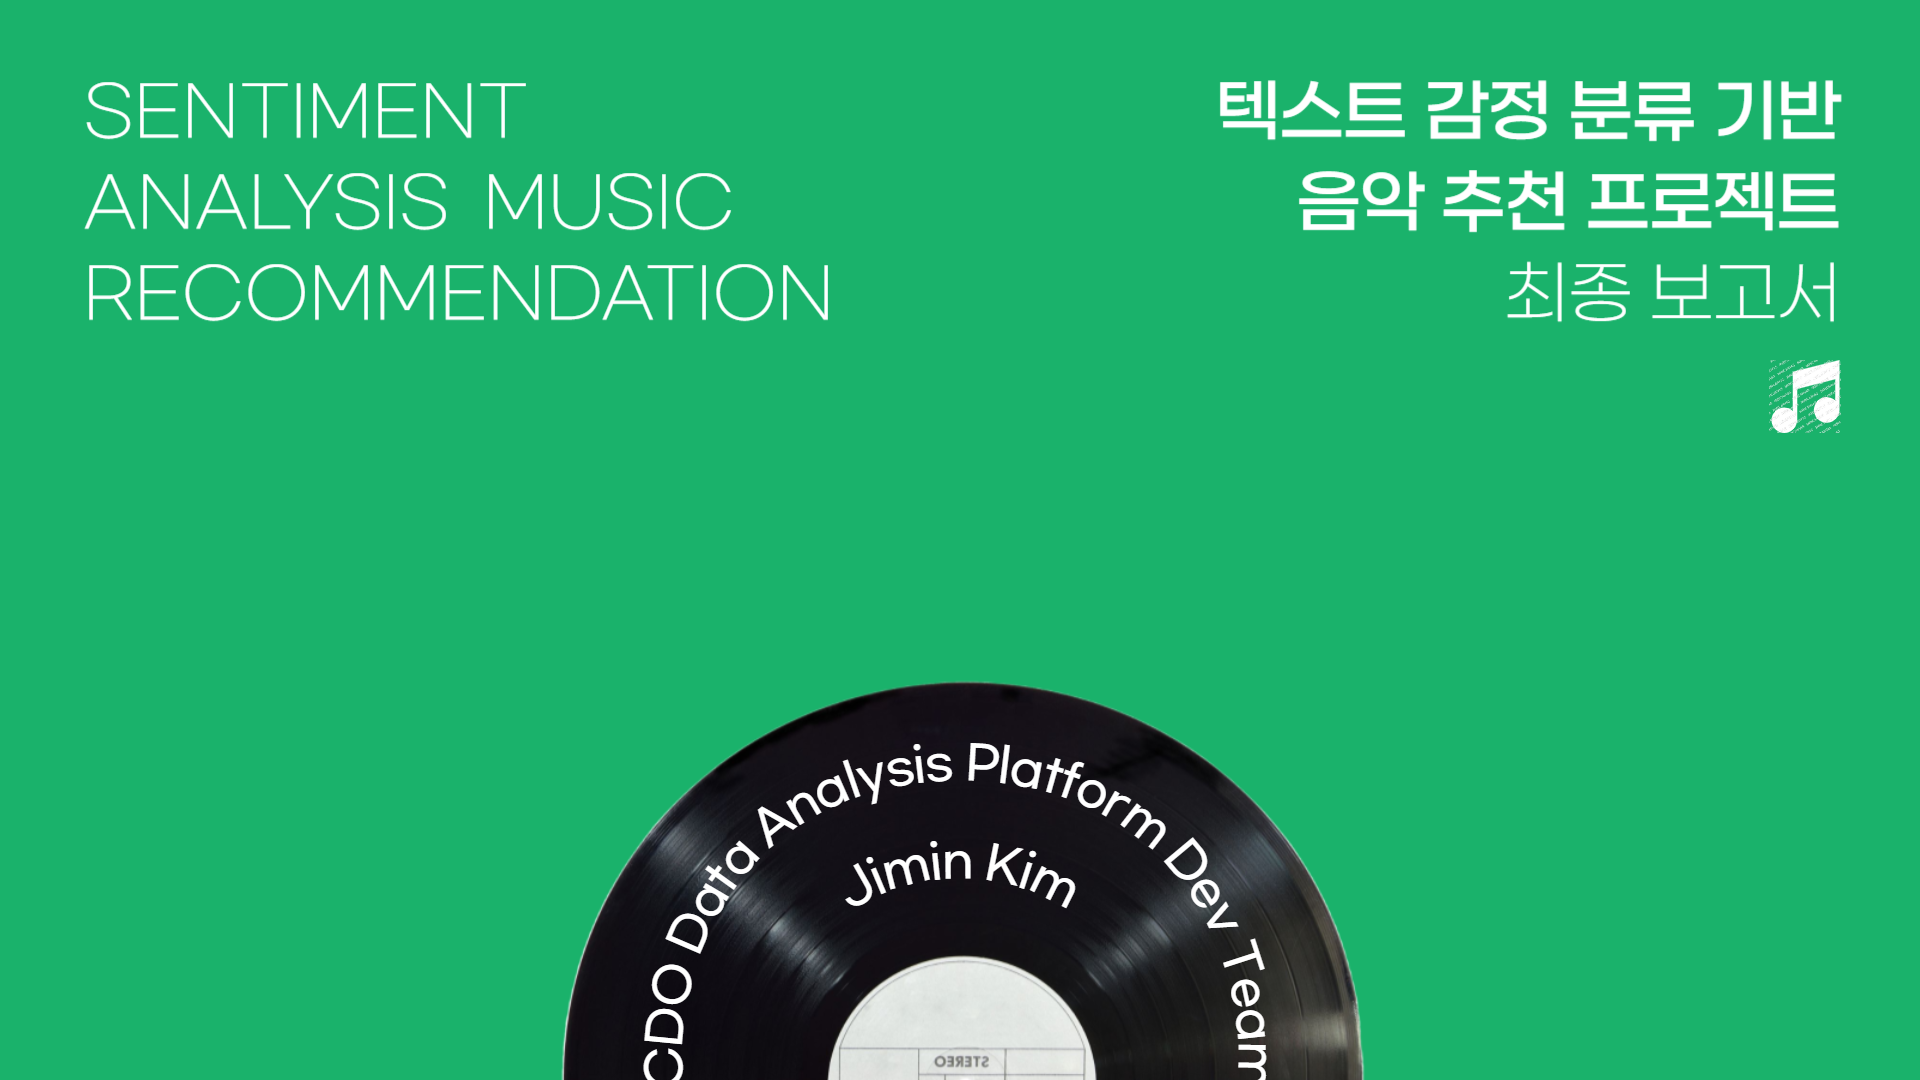 SENTIMENT
ANALYSIS MUSIC
RECOMMENDATION
텍스트 감정 분류 기반
음악 추천 프로젝트
최종 보고서
CDO Data Analysis Platform Dev Team
Jimin Kim
STEREO